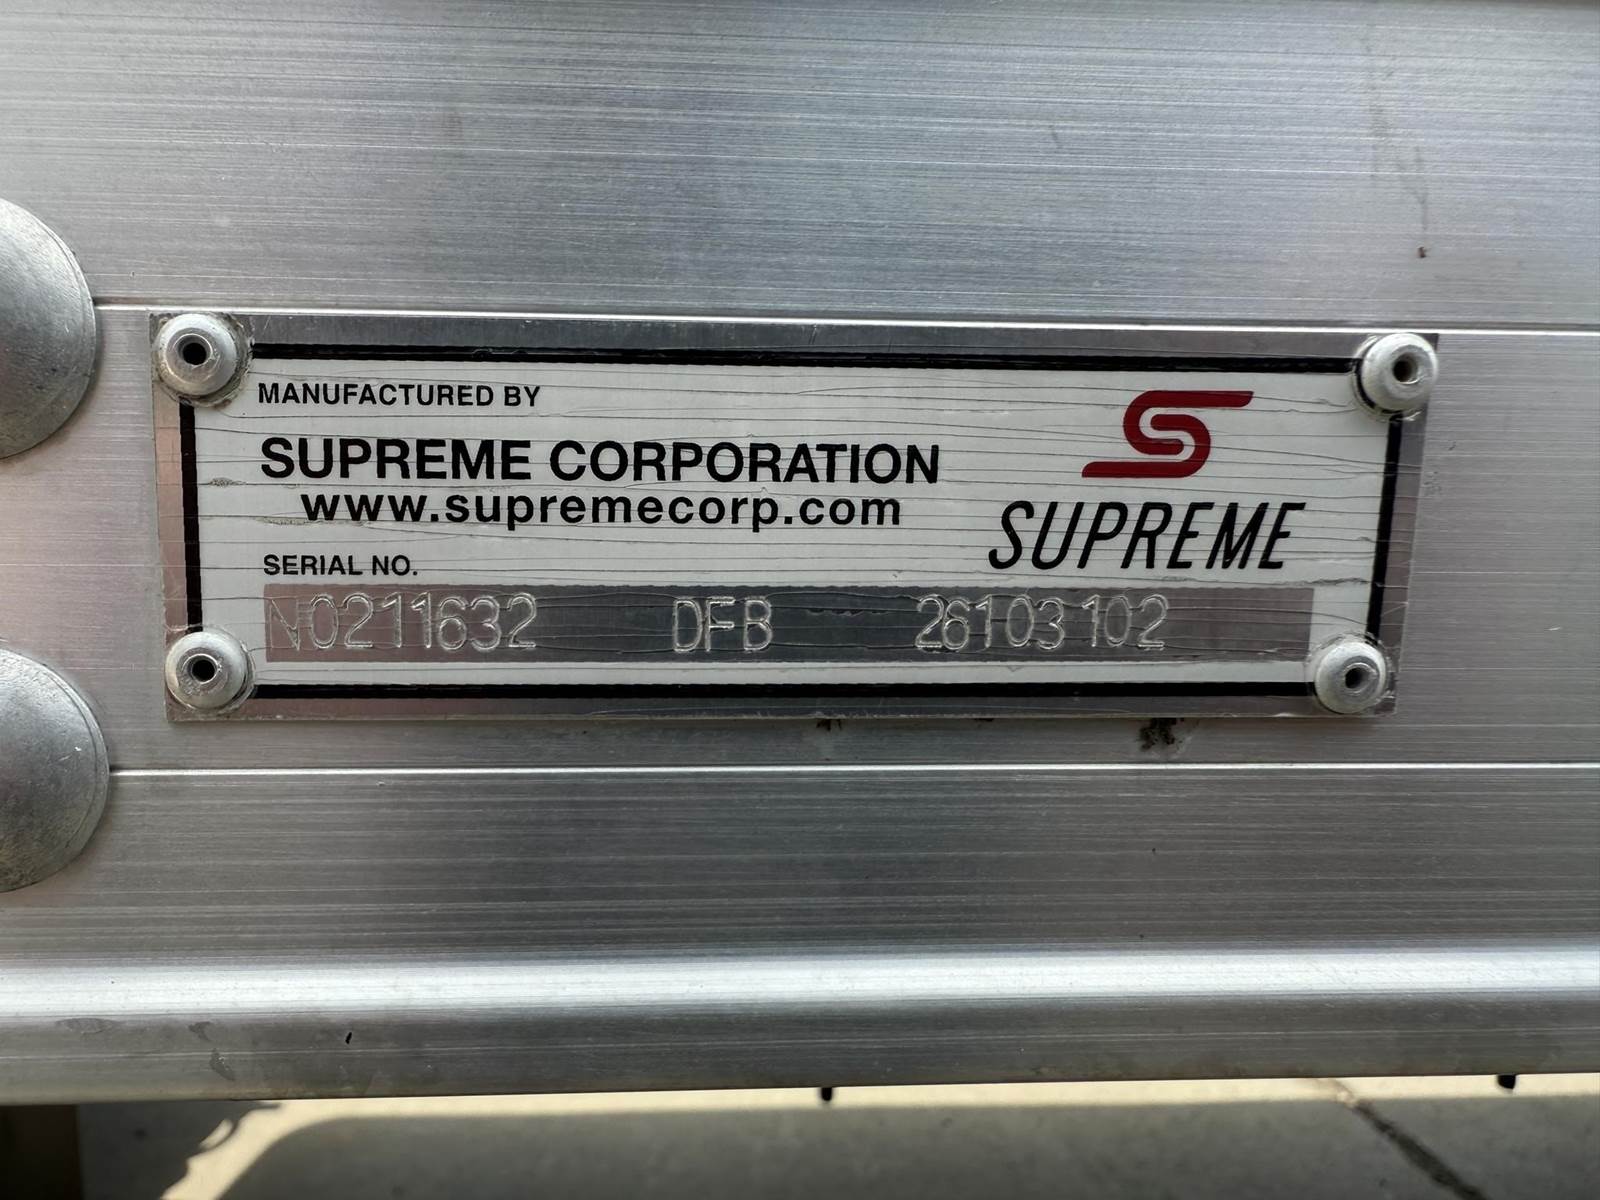 MANUFACTURED BY
SUPREME CORPORATION
www.supremecorp.com
SUPREME
SERIAL NO.
N0211632 DFB 26103102